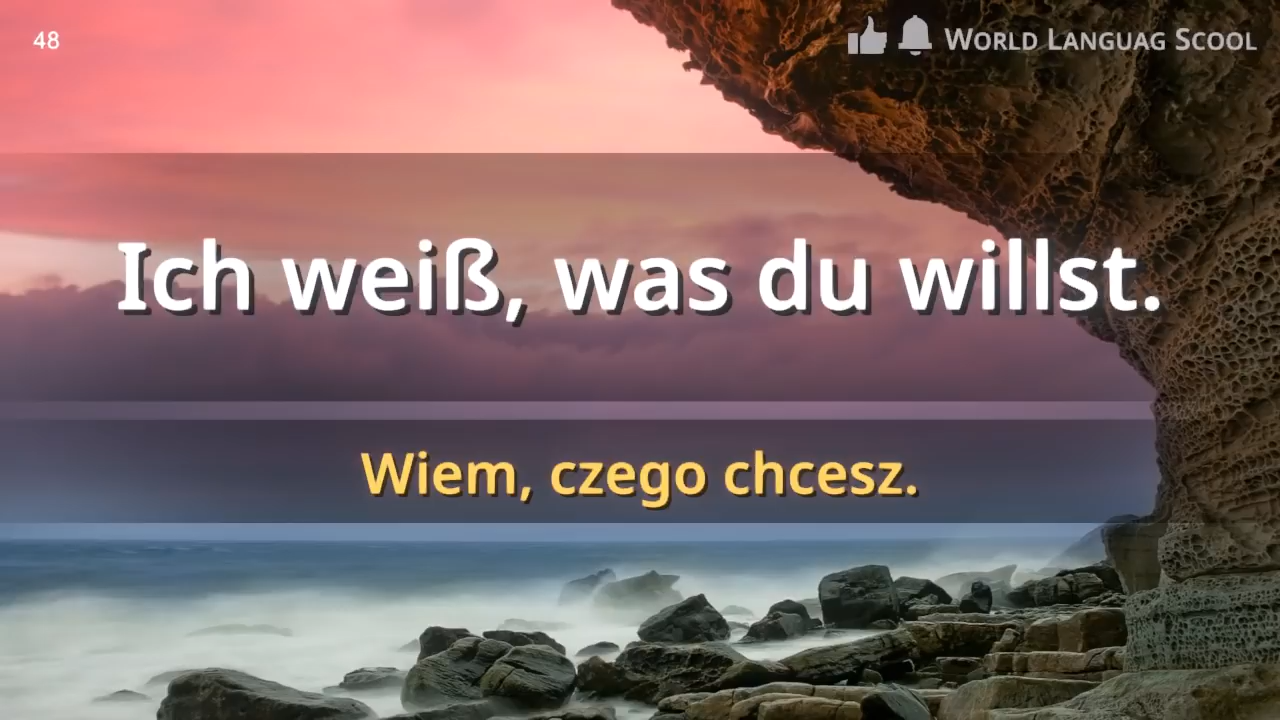 48
World Languag Scool
Ich weiß, was du willst.
Wiem, czego chcesz.